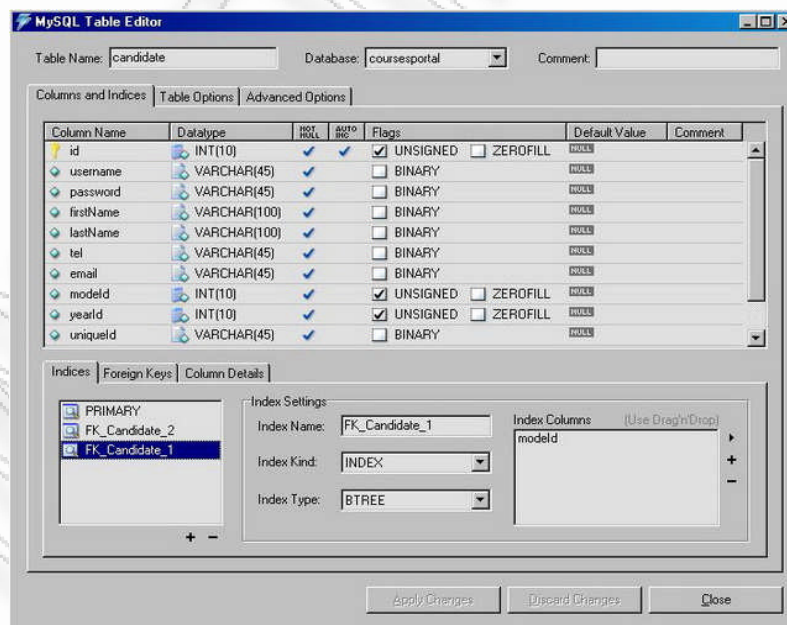 MySQL Table Editor
Table Name: candidate Database: coursesportal Comment:
Columns and Indices Table Options Advanced Options
Column Name Datatype NOT NULL AUTO INC Flags Default Value Comment
id INT(10) UNSIGNED ZEROFILL NULL
username VARCHAR(45) BINARY NULL
password VARCHAR(45) BINARY NULL
firstName VARCHAR(100) BINARY NULL
lastName VARCHAR(100) BINARY NULL
tel VARCHAR(45) BINARY NULL
email VARCHAR(45) BINARY NULL
modeId INT(10) UNSIGNED ZEROFILL NULL
yearId INT(10) UNSIGNED ZEROFILL NULL
uniqueId VARCHAR(45) BINARY NULL
Indices Foreign Keys Column Details
PRIMARY
FK_Candidate_2
FK_Candidate_1
Index Settings
Index Name: FK_Candidate_1
Index Kind: INDEX
Index Type: BTREE
Index Columns (Use Drag'n'Drop)
modeId
Apply Changes Discard Changes Close